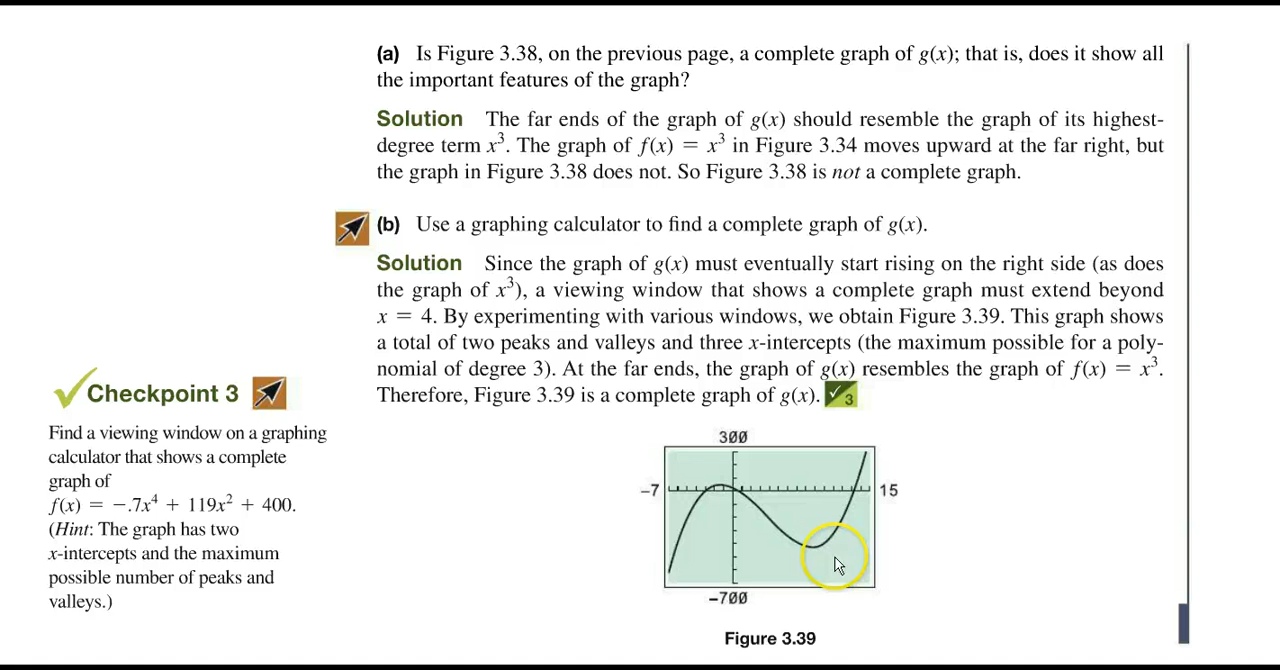 (a) Is Figure 3.38, on the previous page, a complete graph of g(x); that is, does it show all
the important features of the graph?
Solution The far ends of the graph of g(x) should resemble the graph of its highest-
degree term x³. The graph of f(x) = x³ in Figure 3.34 moves upward at the far right, but
the graph in Figure 3.38 does not. So Figure 3.38 is not a complete graph.
(b) Use a graphing calculator to find a complete graph of g(x).
Solution Since the graph of g(x) must eventually start rising on the right side (as does
the graph of x³), a viewing window that shows a complete graph must extend beyond
x = 4. By experimenting with various windows, we obtain Figure 3.39. This graph shows
a total of two peaks and valleys and three x-intercepts (the maximum possible for a poly-
nomial of degree 3). At the far ends, the graph of g(x) resembles the graph of f(x) = x³.
Therefore, Figure 3.39 is a complete graph of g(x). 3
Checkpoint 3
Find a viewing window on a graphing
calculator that shows a complete
graph of
f(x) = −.7x⁴ + 119x² + 400.
(Hint: The graph has two
x-intercepts and the maximum
possible number of peaks and
valleys.)
300
−7
15
−700
Figure 3.39